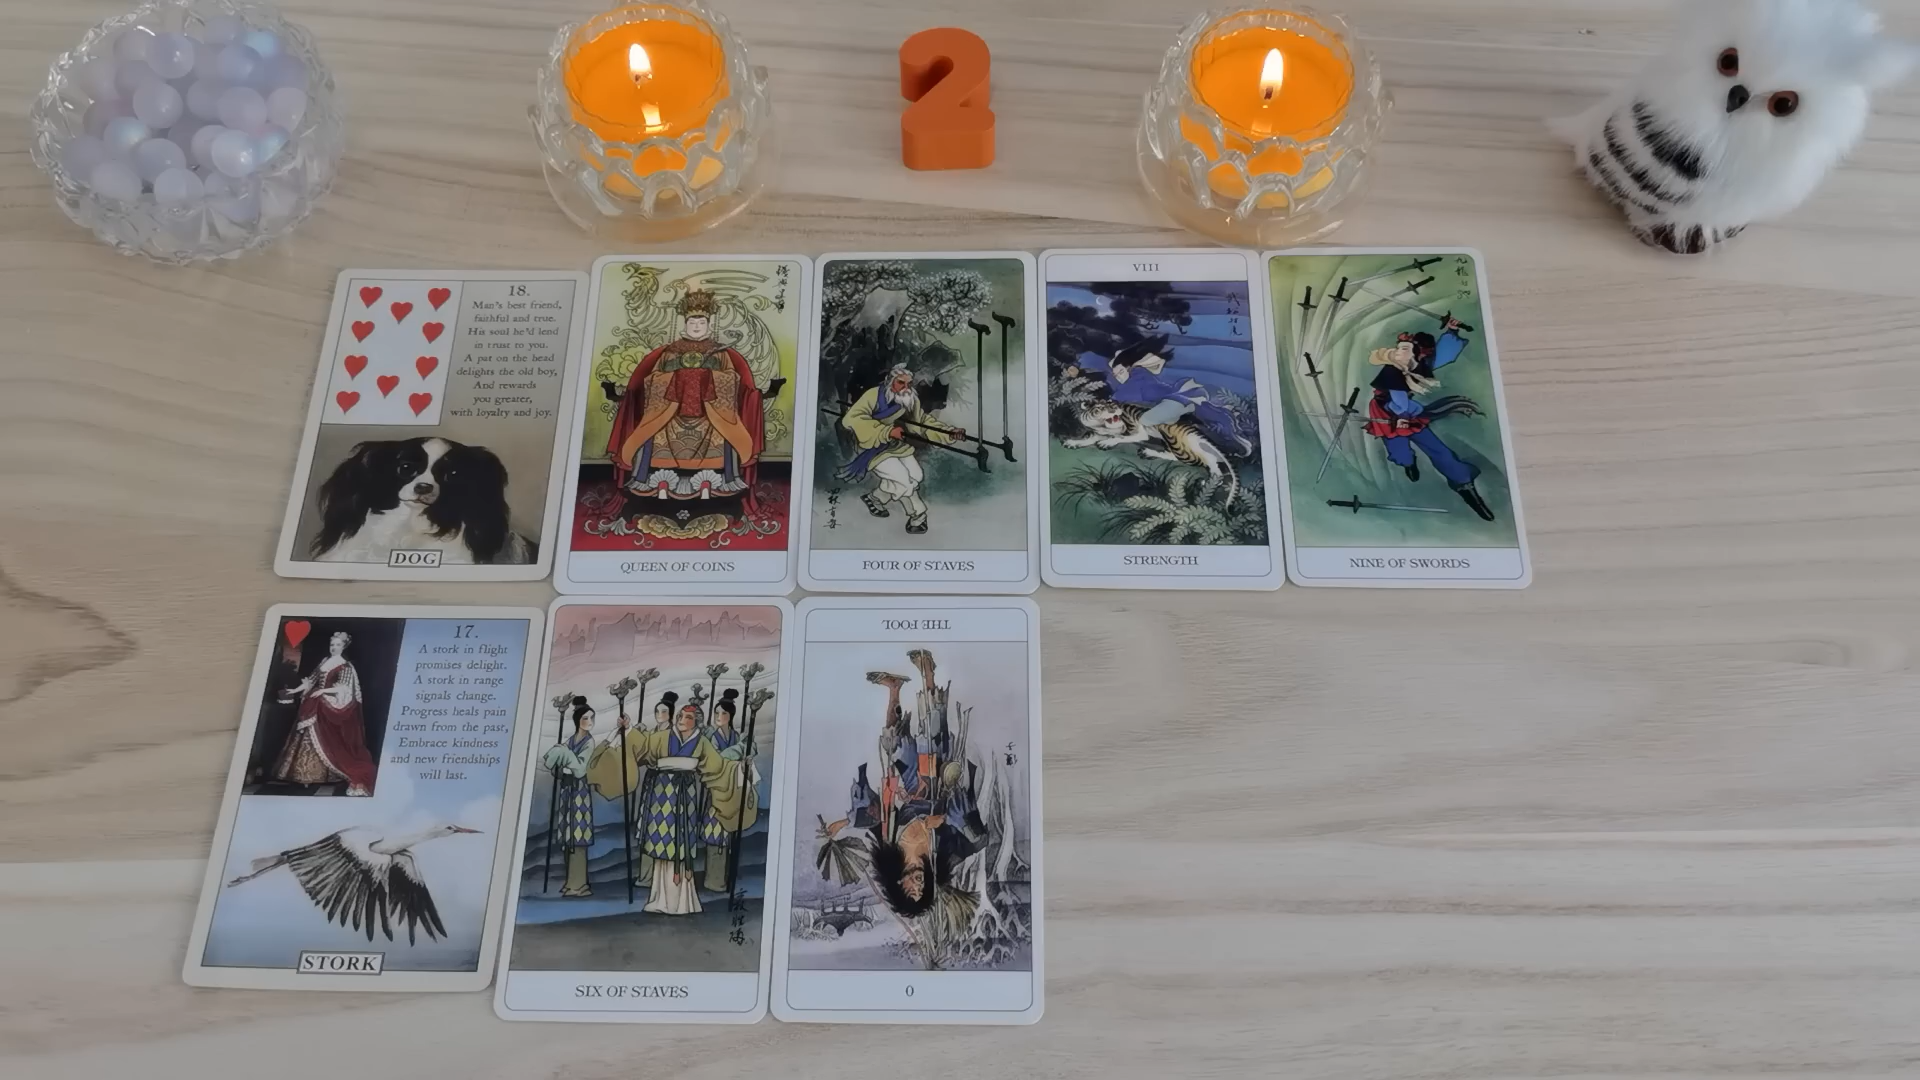 2
18.
Man's best friend,
faithful and true.
His soul he'd lend
in trust to you.
A pat on the head
delights the old boy,
And rewards
you greater,
with loyalty and joy.
DOG
QUEEN OF COINS
FOUR OF STAVES
VIII
STRENGTH
NINE OF SWORDS
17.
A stork in flight
promises delight.
A stork in range
signals change.
Progress heals pain
drawn from the past,
Embrace kindness
and new friendships
will last.
STORK
SIX OF STAVES
THE FOOL
0